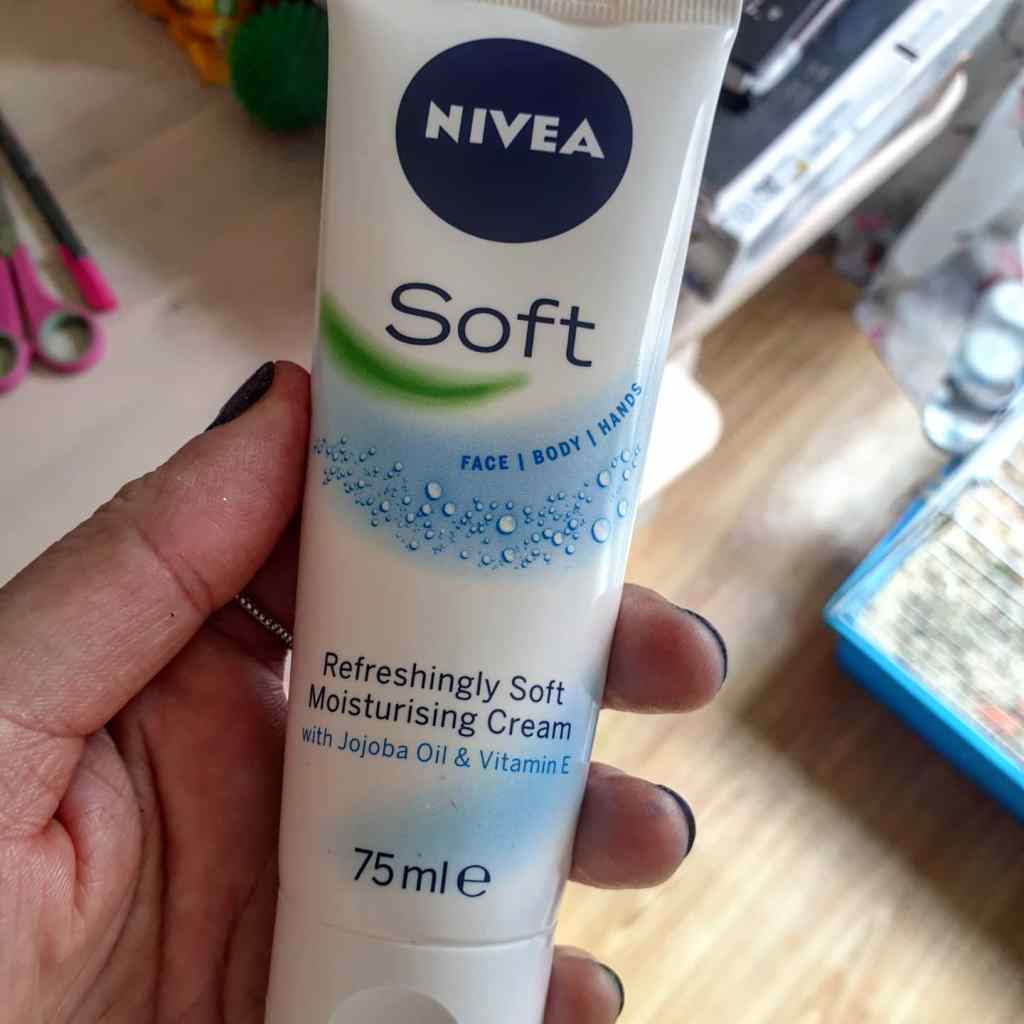 NIVEA
Soft
FACE | BODY | HANDS
Refreshingly Soft
Moisturising Cream
with Jojoba Oil & Vitamin E
75ml e